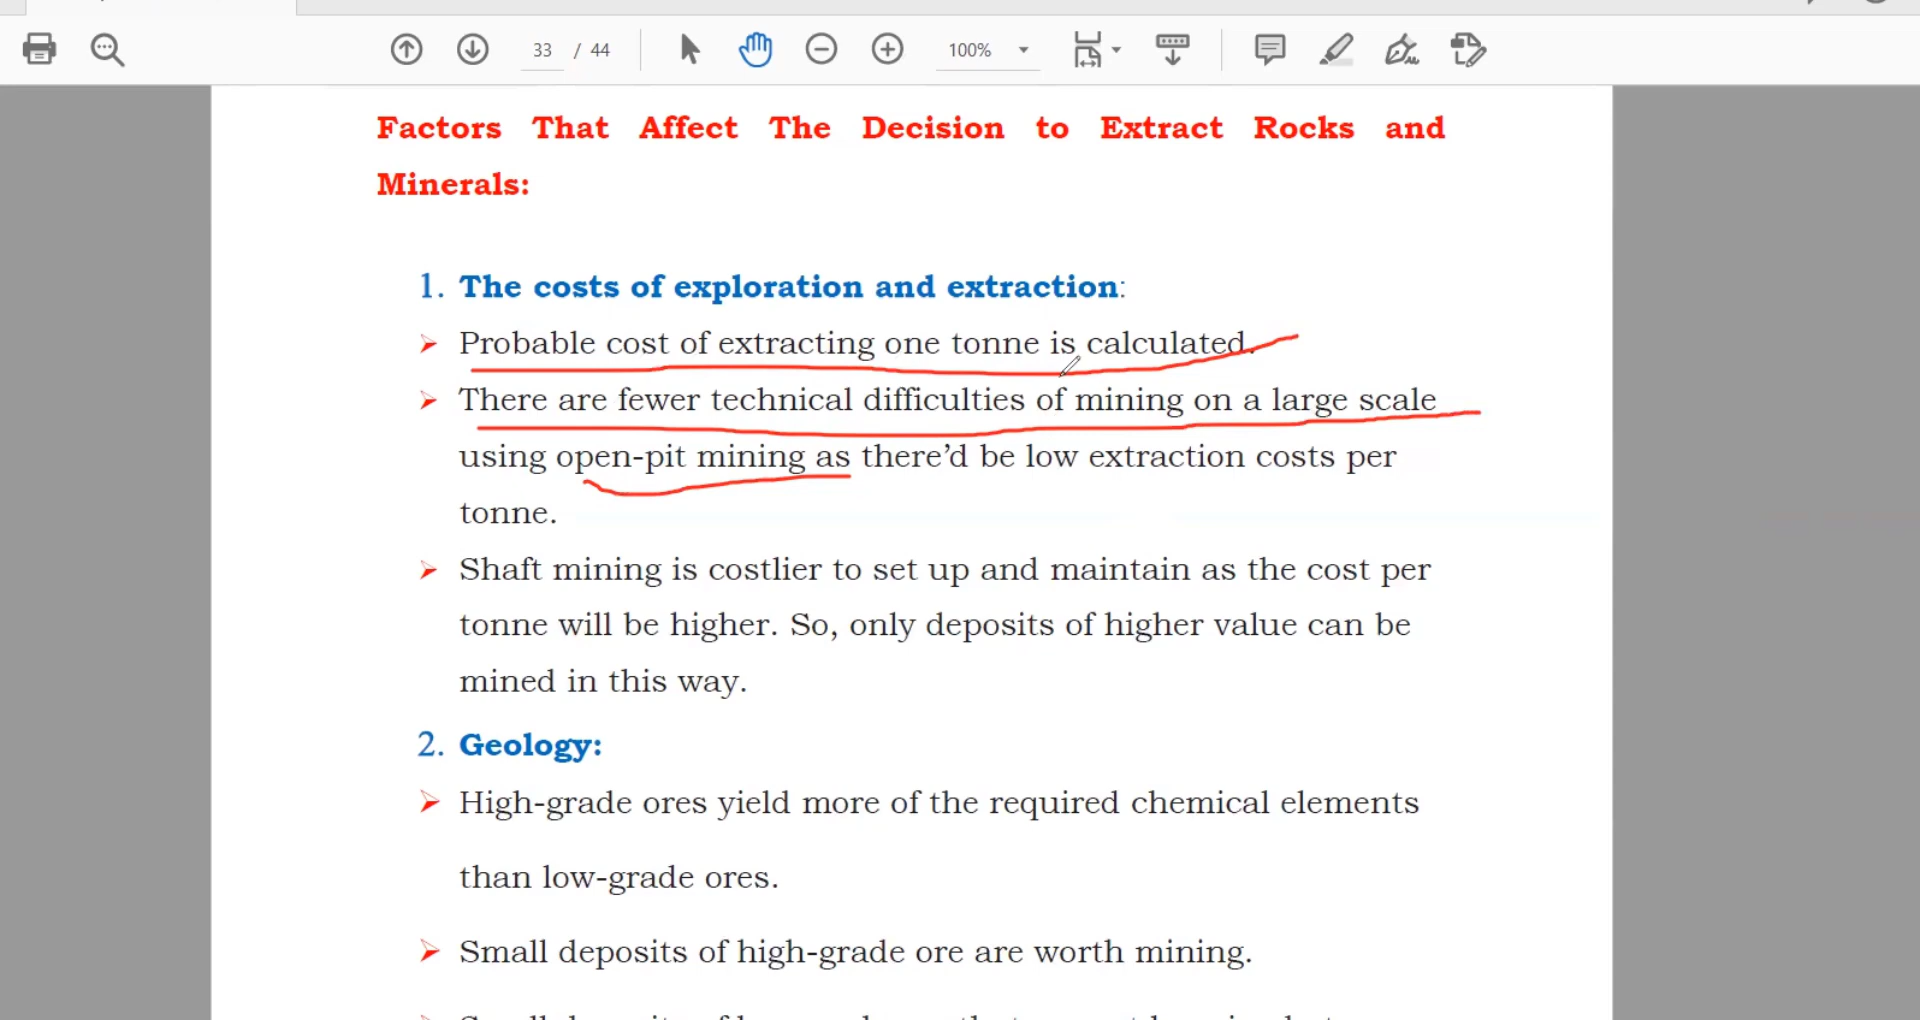 33 / 44
100%
Factors That Affect The Decision to Extract Rocks and
Minerals:
1. The costs of exploration and extraction:
➢ Probable cost of extracting one tonne is calculated.
➢ There are fewer technical difficulties of mining on a large scale
using open-pit mining as there’d be low extraction costs per
tonne.
➢ Shaft mining is costlier to set up and maintain as the cost per
tonne will be higher. So, only deposits of higher value can be
mined in this way.
2. Geology:
➢ High-grade ores yield more of the required chemical elements
than low-grade ores.
➢ Small deposits of high-grade ore are worth mining.